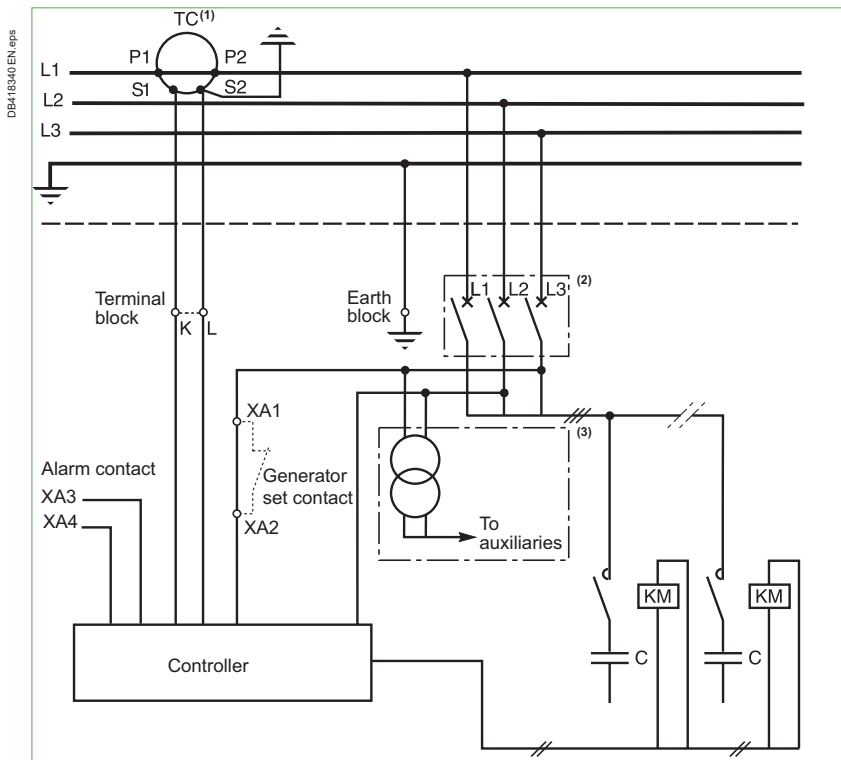 DB418340 EN.eps
TC(1)
P1
P2
L1
S1
S2
L2
L3
Terminal
block
K
L
Earth
block
L1
L2
L3
(2)
XA1
(3)
Generator
set contact
Alarm contact
XA3
XA4
XA2
To
auxiliaries
KM
KM
C
C
Controller